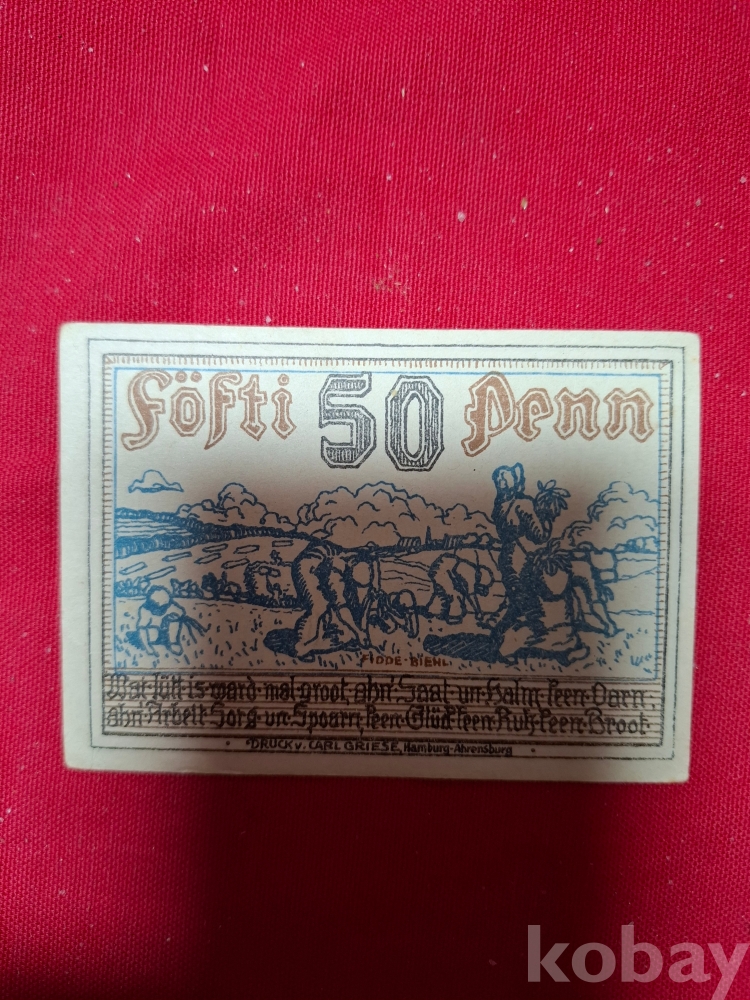 Föfti 50 Penn
FIDDE·BIEHL
Wat·lütt·is·ward·mal·groot, ahn'·Saat·un·Halm·keen·Oarn,
ahn'·Arbeit·Sorg·un·Spoarn, keen·Glück·keen·Ruh·keen·Broot·
· DRUCK v. CARL GRIESE, Hamburg-Ahrensburg ·
kobay